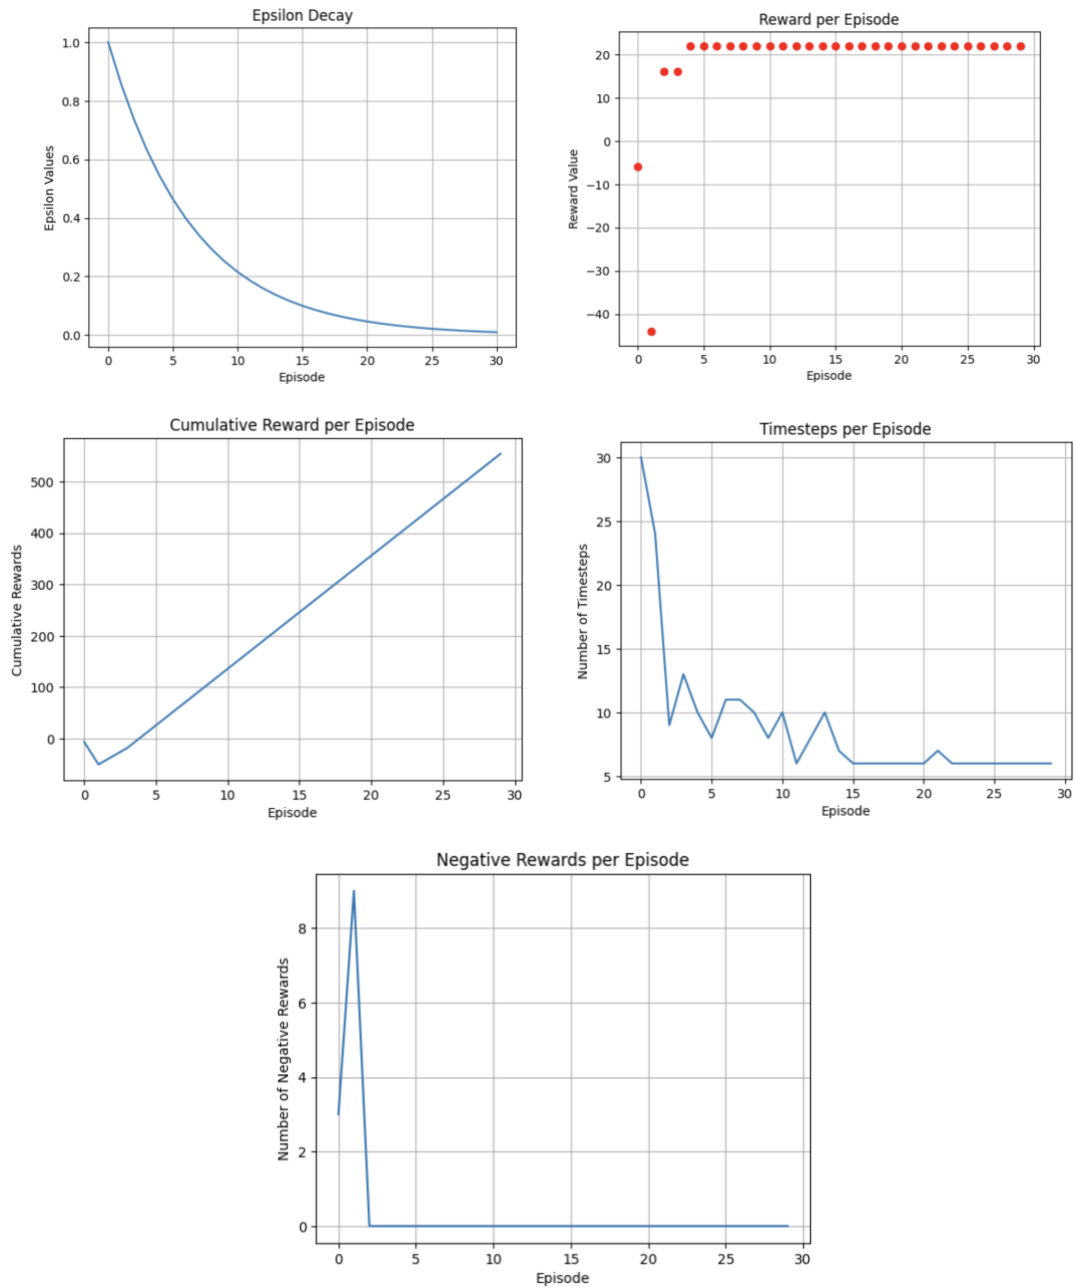 Epsilon Decay
1.0
0.8
0.6
0.4
0.2
0.0
Epsilon Values
0 5 10 15 20 25 30
Episode
Reward per Episode
20
10
0
−10
−20
−30
−40
Reward Value
0 5 10 15 20 25 30
Episode
Cumulative Reward per Episode
500
400
300
200
100
0
Cumulative Rewards
0 5 10 15 20 25 30
Episode
Timesteps per Episode
30
25
20
15
10
5
Number of Timesteps
0 5 10 15 20 25 30
Episode
Negative Rewards per Episode
8
6
4
2
0
Number of Negative Rewards
0 5 10 15 20 25 30
Episode